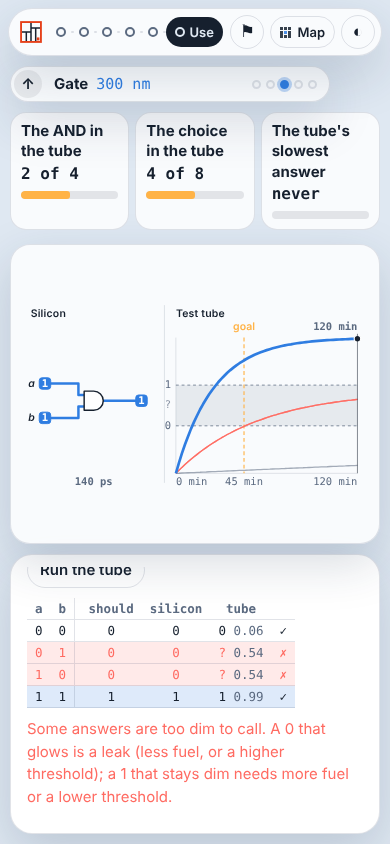 Use
Map
Gate 300 nm
The AND in
the tube
2 of 4
The choice
in the tube
4 of 8
The tube's
slowest
answer
never
Silicon
a 1
b 1
1
140 ps
Test tube
goal
120 min
1
?
0
0 min 45 min 120 min
Run the tube
a b should silicon tube
0 0 0 0 0 0.06 ✓
0 1 0 0 ? 0.54 ✗
1 0 0 0 ? 0.54 ✗
1 1 1 1 1 0.99 ✓
Some answers are too dim to call. A 0 that
glows is a leak (less fuel, or a higher
threshold); a 1 that stays dim needs more fuel
or a lower threshold.